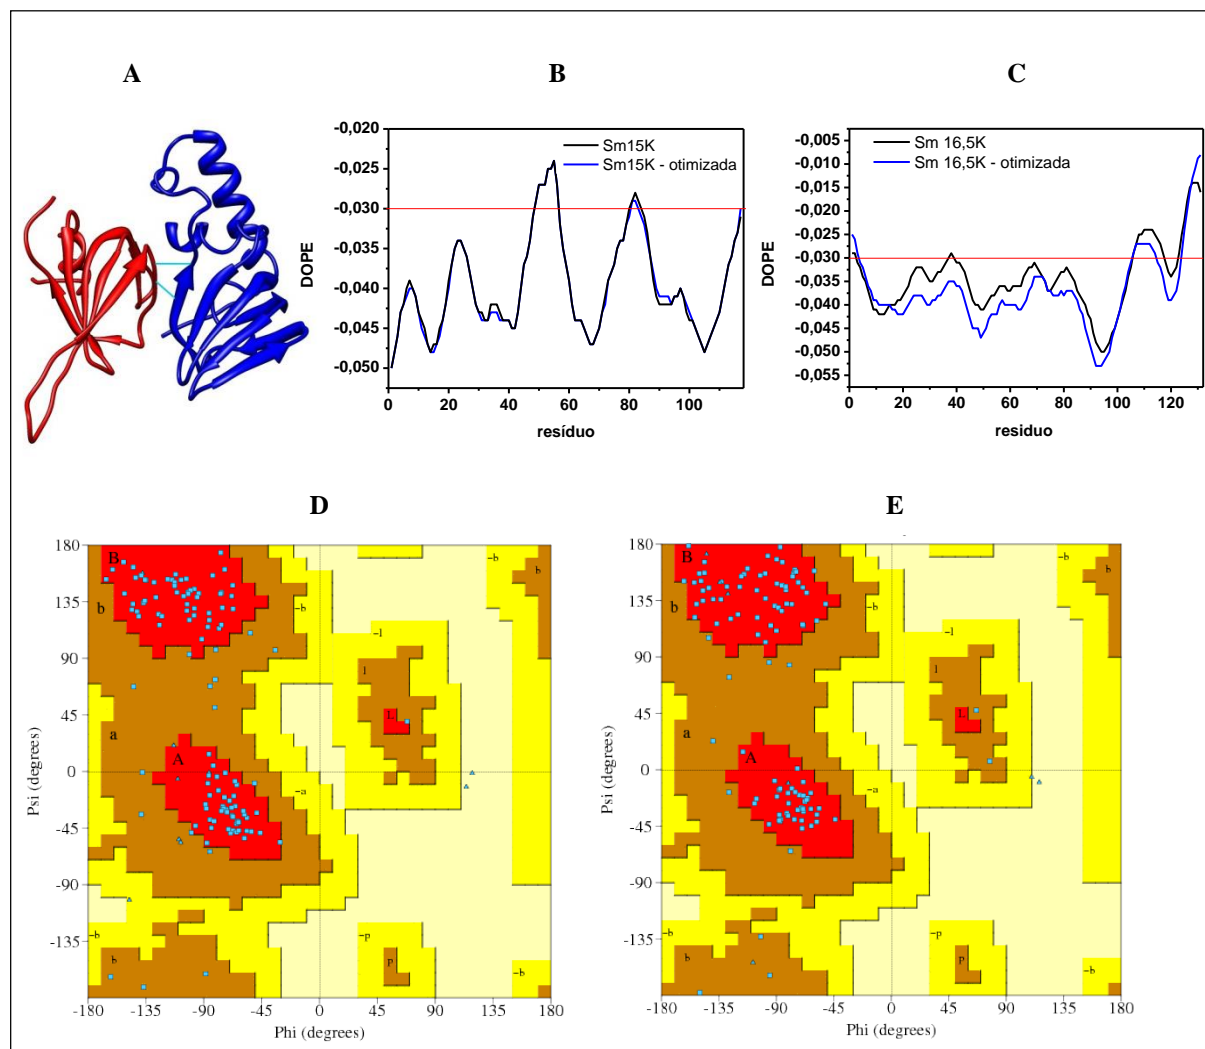 A
B
C
-0,020
-0,025
-0,030
-0,035
-0,040
-0,045
-0,050
DOPE
Sm15K
Sm15K - otimizada
0 20 40 60 80 100
resíduo
-0,005
-0,010
-0,015
-0,020
-0,025
-0,030
-0,035
-0,040
-0,045
-0,050
-0,055
DOPE
Sm 16,5K
Sm 16,5K - otimizada
0 20 40 60 80 100 120
residuo
D
E
180
135
90
45
0
-45
-90
-135
-180 -135 -90 -45 0 45 90 135 180
Psi (degrees)
Phi (degrees)
B
b
~b
~b
b
~l
l
L
a
A
~a
~b
b
~p
p
~b
180
135
90
45
0
-45
-90
-135
-180 -135 -90 -45 0 45 90 135 180
Psi (degrees)
Phi (degrees)
B
b
~b
~b
b
~l
l
L
a
A
~a
~b
b
~p
p
~b